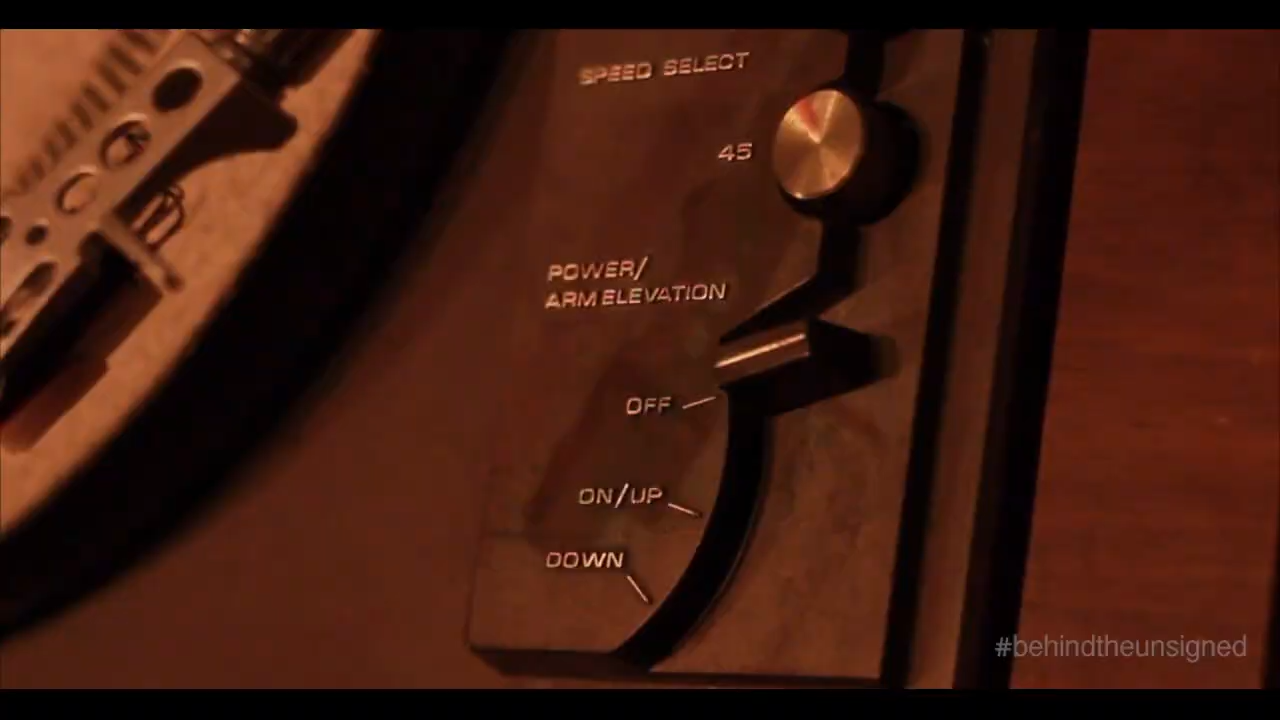 SPEED SELECT
45
POWER/
ARM ELEVATION
OFF
ON/UP
DOWN
#behindtheunsigned